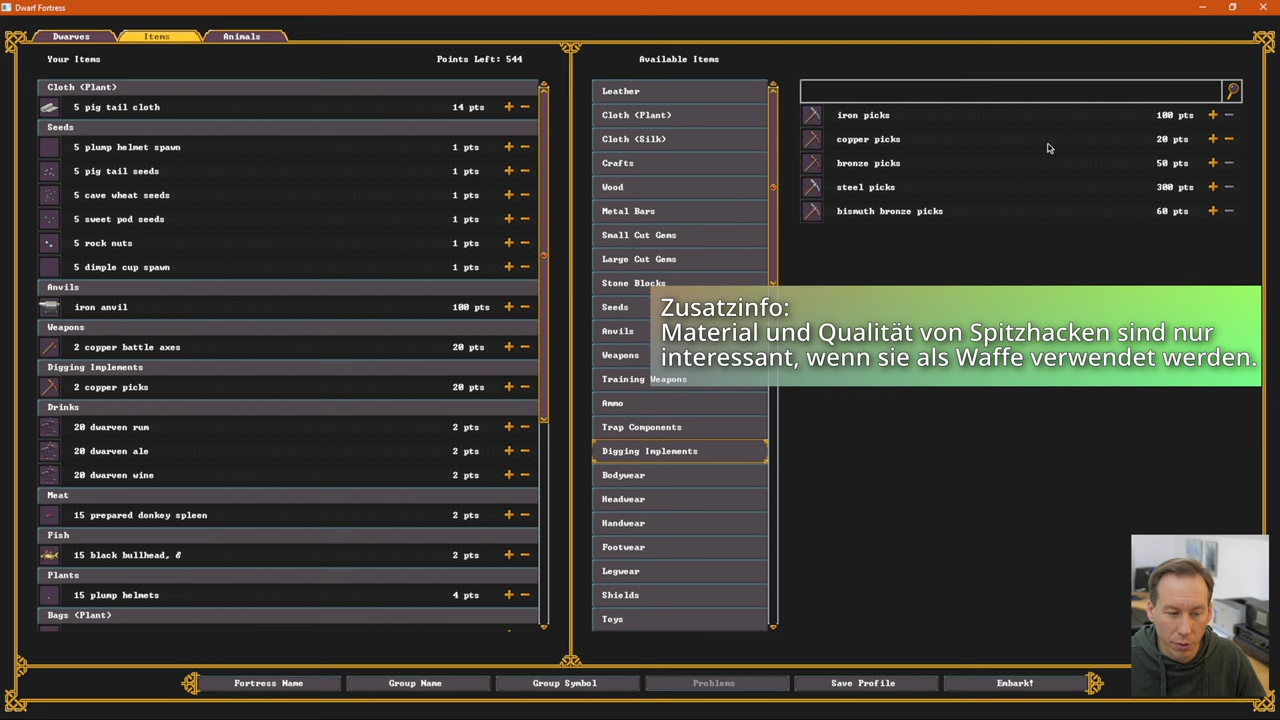 Dwarf Fortress
Dwarves
Items
Animals
Your Items
Points Left: 544
Cloth (Plant)
5 pig tail cloth 14 pts
Seeds
5 plump helmet spawn 1 pts
5 pig tail seeds 1 pts
5 cave wheat seeds 1 pts
5 sweet pod seeds 1 pts
5 rock nuts 1 pts
5 dimple cup spawn 1 pts
Anvils
iron anvil 100 pts
Weapons
2 copper battle axes 20 pts
Digging Implements
2 copper picks 20 pts
Drinks
20 dwarven rum 2 pts
20 dwarven ale 2 pts
20 dwarven wine 2 pts
Meat
15 prepared donkey spleen 2 pts
Fish
15 black bullhead, ♂ 2 pts
Plants
15 plump helmets 4 pts
Bags (Plant)
Available Items
Leather
Cloth (Plant)
Cloth (Silk)
Crafts
Wood
Metal Bars
Small Cut Gems
Large Cut Gems
Stone Blocks
Seeds
Anvils
Weapons
Training Weapons
Ammo
Trap Components
Digging Implements
Bodywear
Headwear
Handwear
Footwear
Legwear
Shields
Toys
iron picks 100 pts
copper picks 20 pts
bronze picks 50 pts
steel picks 300 pts
bismuth bronze picks 60 pts
Zusatzinfo:
Material und Qualität von Spitzhacken sind nur
interessant, wenn sie als Waffe verwendet werden.
Fortress Name
Group Name
Group Symbol
Problems
Save Profile
Embark!